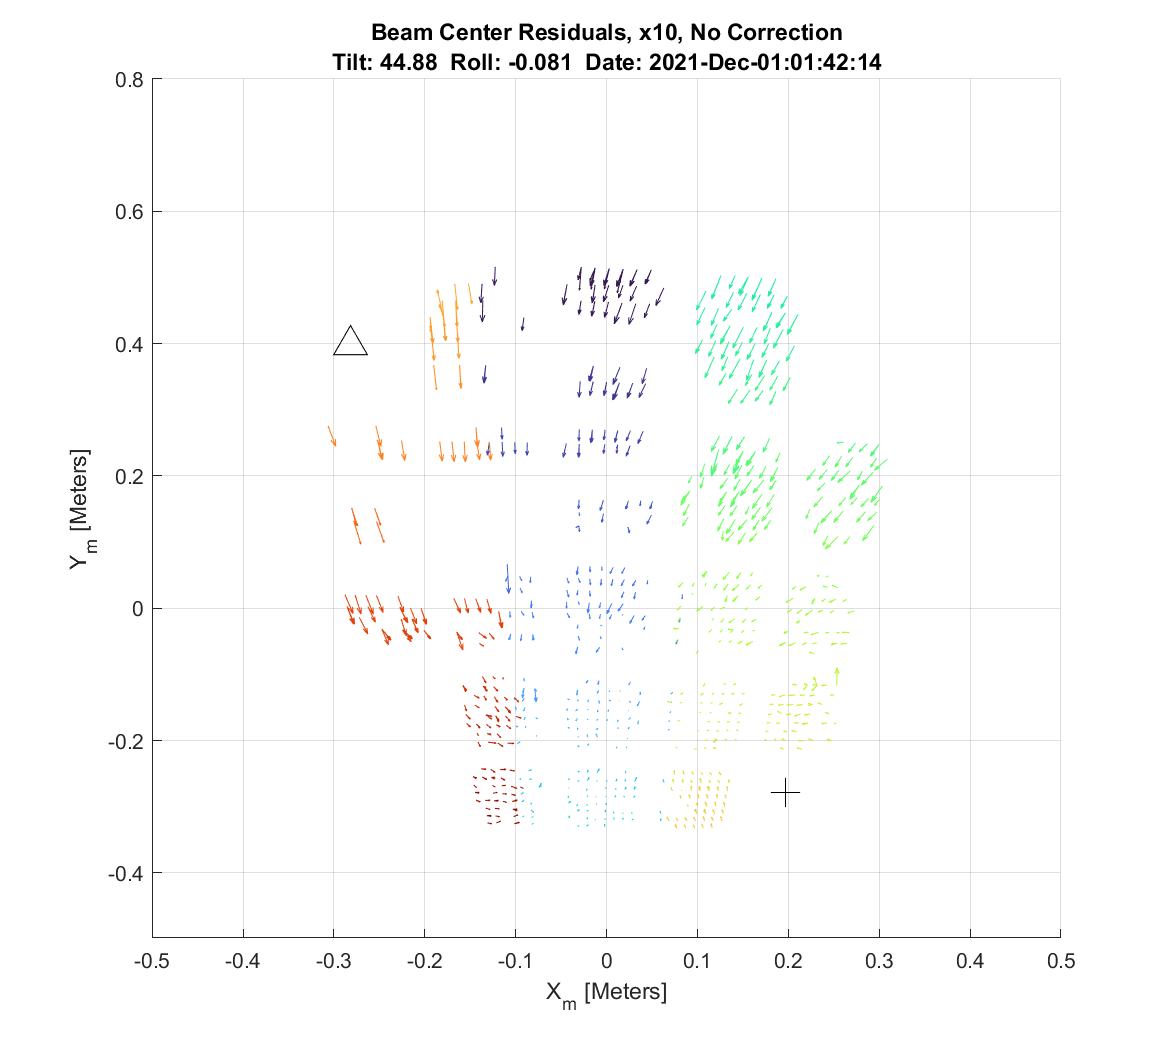 Beam Center Residuals, x10, No Correction
Tilt: 44.88 Roll: -0.081 Date: 2021-Dec-01:01:42:14
0.8
0.6
0.4
0.2
0
-0.2
-0.4
Y_m [Meters]
-0.5 -0.4 -0.3 -0.2 -0.1 0 0.1 0.2 0.3 0.4 0.5
X_m [Meters]